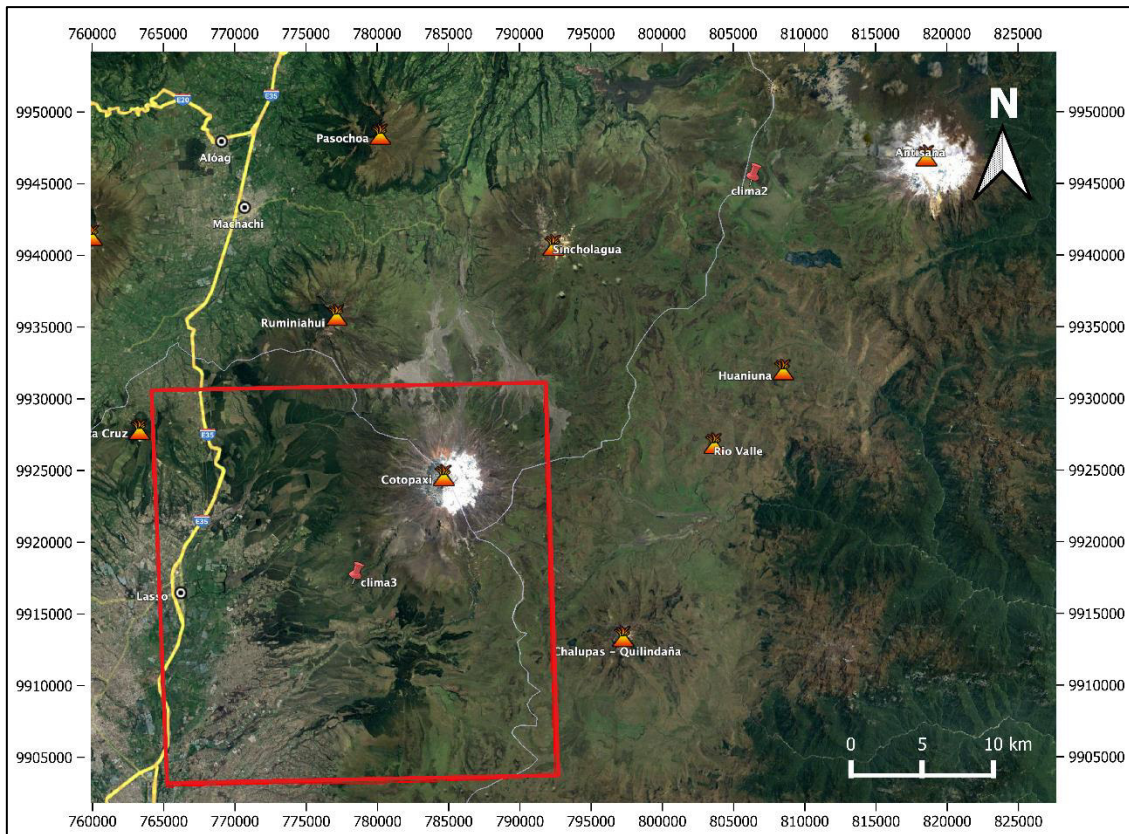 760000 765000 770000 775000 780000 785000 790000 795000 800000 805000 810000 815000 820000 825000
9950000 9950000
E20
E35
N
Pasochoa
Antisana
Alóag
9945000 9945000
clima2
Machachi
9940000 9940000
Sincholagua
9935000 9935000
Ruminiahui
Huaniuna
9930000 9930000
a Cruz
E35
Rio Valle
9925000 9925000
Cotopaxi
E35
9920000 9920000
clima3
Lasso
9915000 9915000
Chalupas - Quilindaña
9910000 9910000
0 5 10 km
9905000 9905000
760000 765000 770000 775000 780000 785000 790000 795000 800000 805000 810000 815000 820000 825000